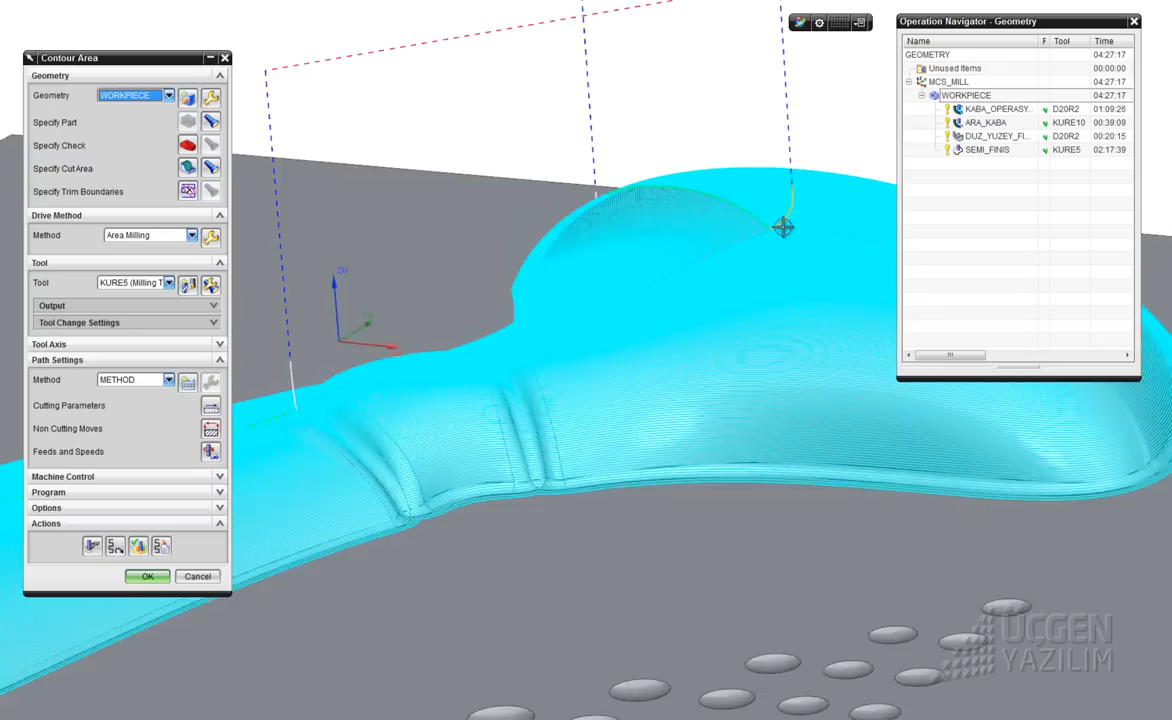 Contour Area
Geometry
Geometry WORKPIECE
Specify Part
Specify Check
Specify Cut Area
Specify Trim Boundaries
Drive Method
Method Area Milling
Tool
Tool KURE5 (Milling T
Output
Tool Change Settings
Tool Axis
Path Settings
Method METHOD
Cutting Parameters
Non Cutting Moves
Feeds and Speeds
Machine Control
Program
Options
Actions
OK Cancel
Operation Navigator - Geometry
Name F Tool Time
GEOMETRY 04:27:17
Unused Items 00:00:00
MCS_MILL 04:27:17
WORKPIECE 04:27:17
KABA_OPERASY... D20R2 01:09:26
ARA_KABA KURE10 00:39:09
DUZ_YUZEY_FI... D20R2 00:20:15
SEMI_FINIS KURE5 02:17:39
ÜÇGEN
YAZILIM